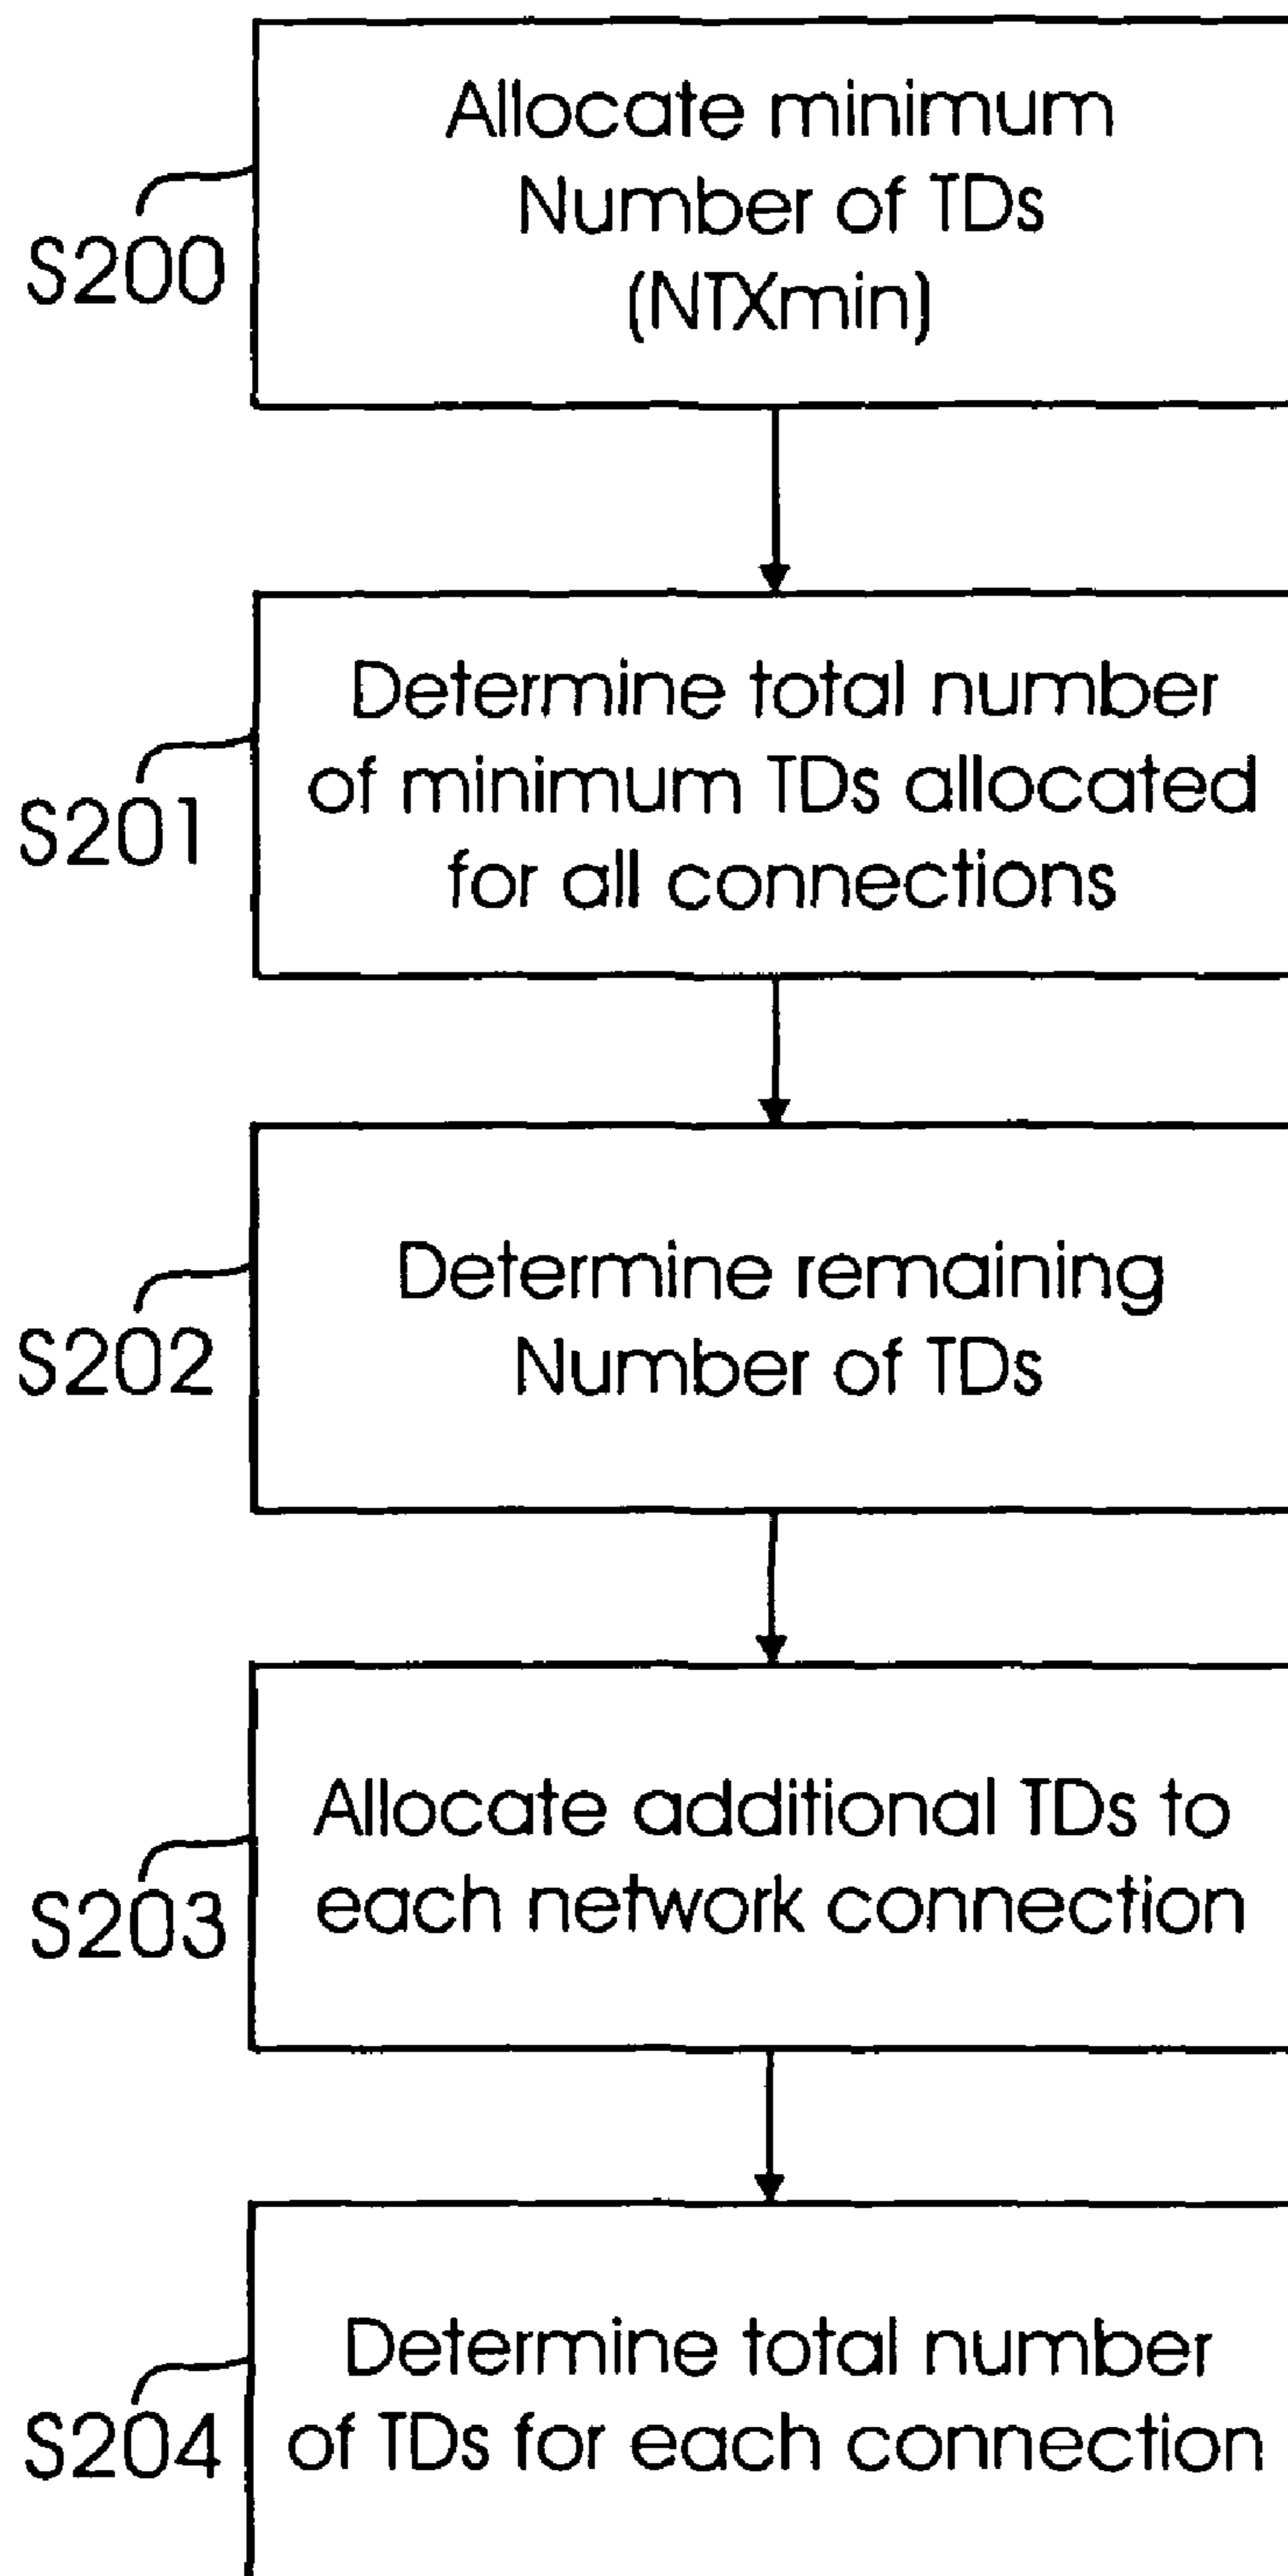 Allocate minimum
Number of TDs
(NTXmin)
S200
Determine total number
of minimum TDs allocated
for all connections
S201
Determine remaining
Number of TDs
S202
Allocate additional TDs to
each network connection
S203
Determine total number
of TDs for each connection
S204